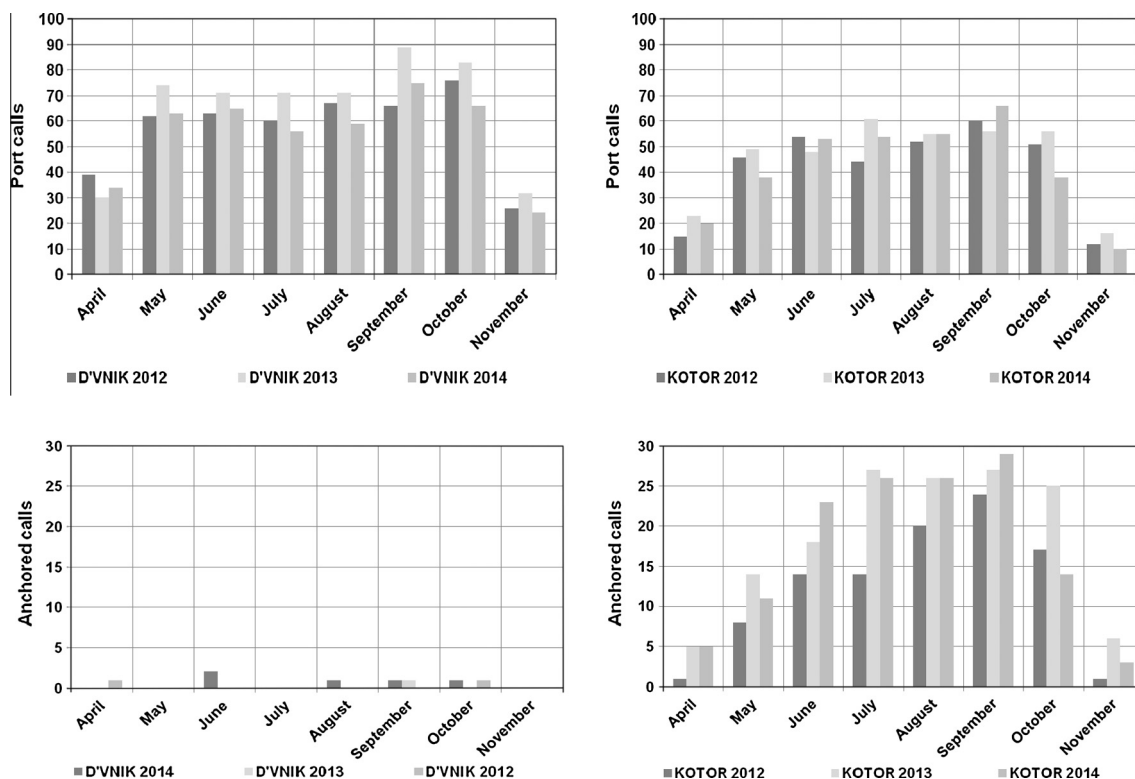 Port calls
100
90
80
70
60
50
40
30
20
10
0
April
May
June
July
August
September
October
November
D'VNIK 2012 D'VNIK 2013 D'VNIK 2014
Port calls
100
90
80
70
60
50
40
30
20
10
0
April
May
June
July
August
September
October
November
KOTOR 2012 KOTOR 2013 KOTOR 2014
Anchored calls
30
25
20
15
10
5
0
April
May
June
July
August
September
October
November
D'VNIK 2014 D'VNIK 2013 D'VNIK 2012
Anchored calls
30
25
20
15
10
5
0
April
May
June
July
August
September
October
November
KOTOR 2012 KOTOR 2013 KOTOR 2014